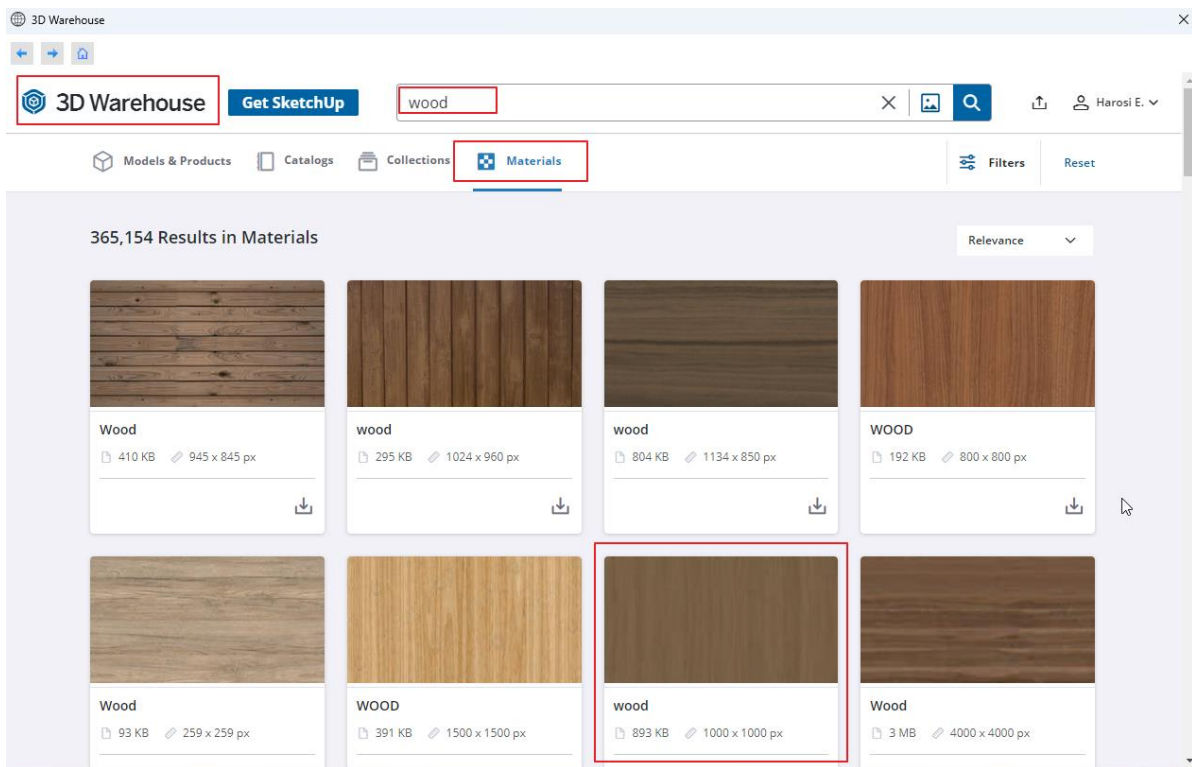 3D Warehouse
3D Warehouse
Get SketchUp
wood
Harosi E.
Models & Products
Catalogs
Collections
Materials
Filters
Reset
365,154 Results in Materials
Relevance
Wood
410 KB 945 x 845 px
wood
295 KB 1024 x 960 px
wood
804 KB 1134 x 850 px
WOOD
192 KB 800 x 800 px
Wood
93 KB 259 x 259 px
WOOD
391 KB 1500 x 1500 px
wood
893 KB 1000 x 1000 px
Wood
3 MB 4000 x 4000 px